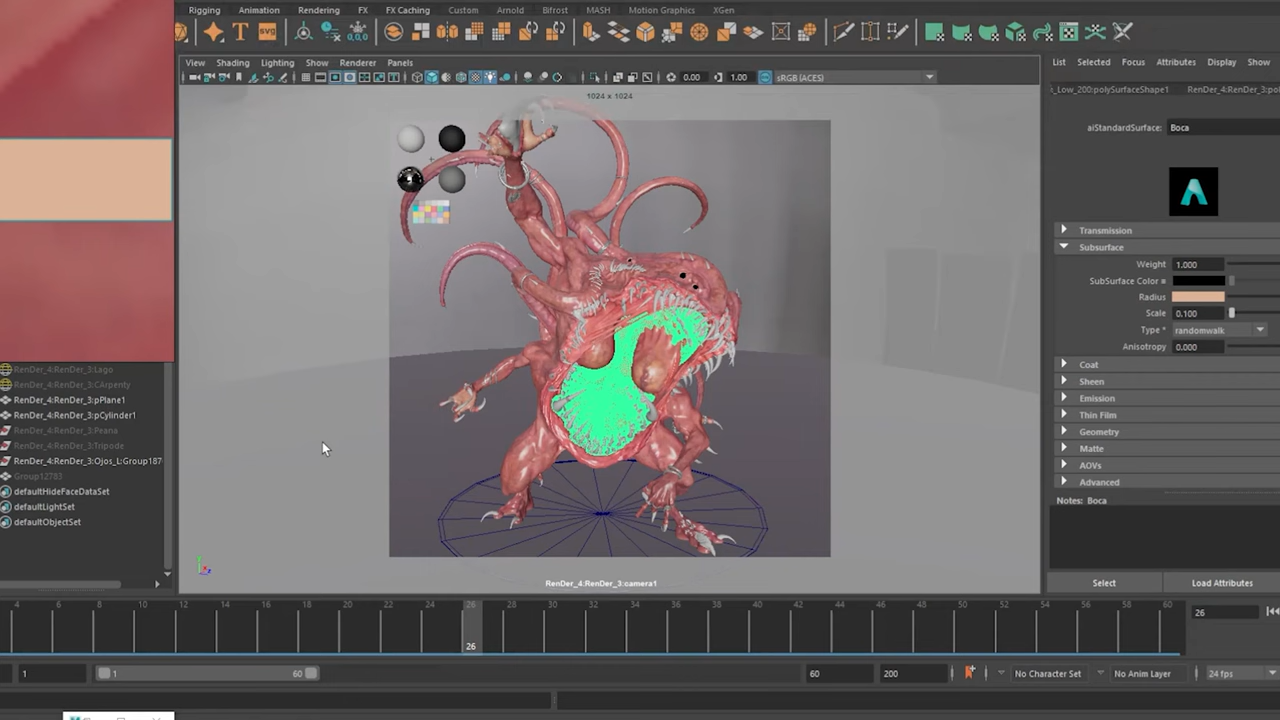 Rigging Animation Rendering FX FX Caching Custom Arnold Bifrost MASH Motion Graphics XGen
T
svg
0,0,0
View Shading Lighting Show Renderer Panels
0.00 1.00 sRGB (ACES)
1024 x 1024
RenDer_4:RenDer_3:camera1
List Selected Focus Attributes Display Show
_Low_200:polySurfaceShape1 RenDer_4:RenDer_3:po
aiStandardSurface: Boca
Transmission
Subsurface
Weight 1.000
SubSurface Color
Radius
Scale 0.100
Type randomwalk
Anisotropy 0.000
Coat
Sheen
Emission
Thin Film
Geometry
Matte
AOVs
Advanced
Notes: Boca
Select Load Attributes
RenDer_4:RenDer_3:Lago
RenDer_4:RenDer_3:CArpenty
RenDer_4:RenDer_3:pPlane1
RenDer_4:RenDer_3:pCylinder1
RenDer_4:RenDer_3:Peana
RenDer_4:RenDer_3:Tripode
RenDer_4:RenDer_3:Ojos_L:Group187
Group12783
defaultHideFaceDataSet
defaultLightSet
defaultObjectSet
4 6 8 10 12 14 16 18 20 22 24 26 28 30 32 34 36 38 40 42 44 46 48 50 52 54 56 58 60
26
26
1 1 60 60 200 No Character Set No Anim Layer 24 fps